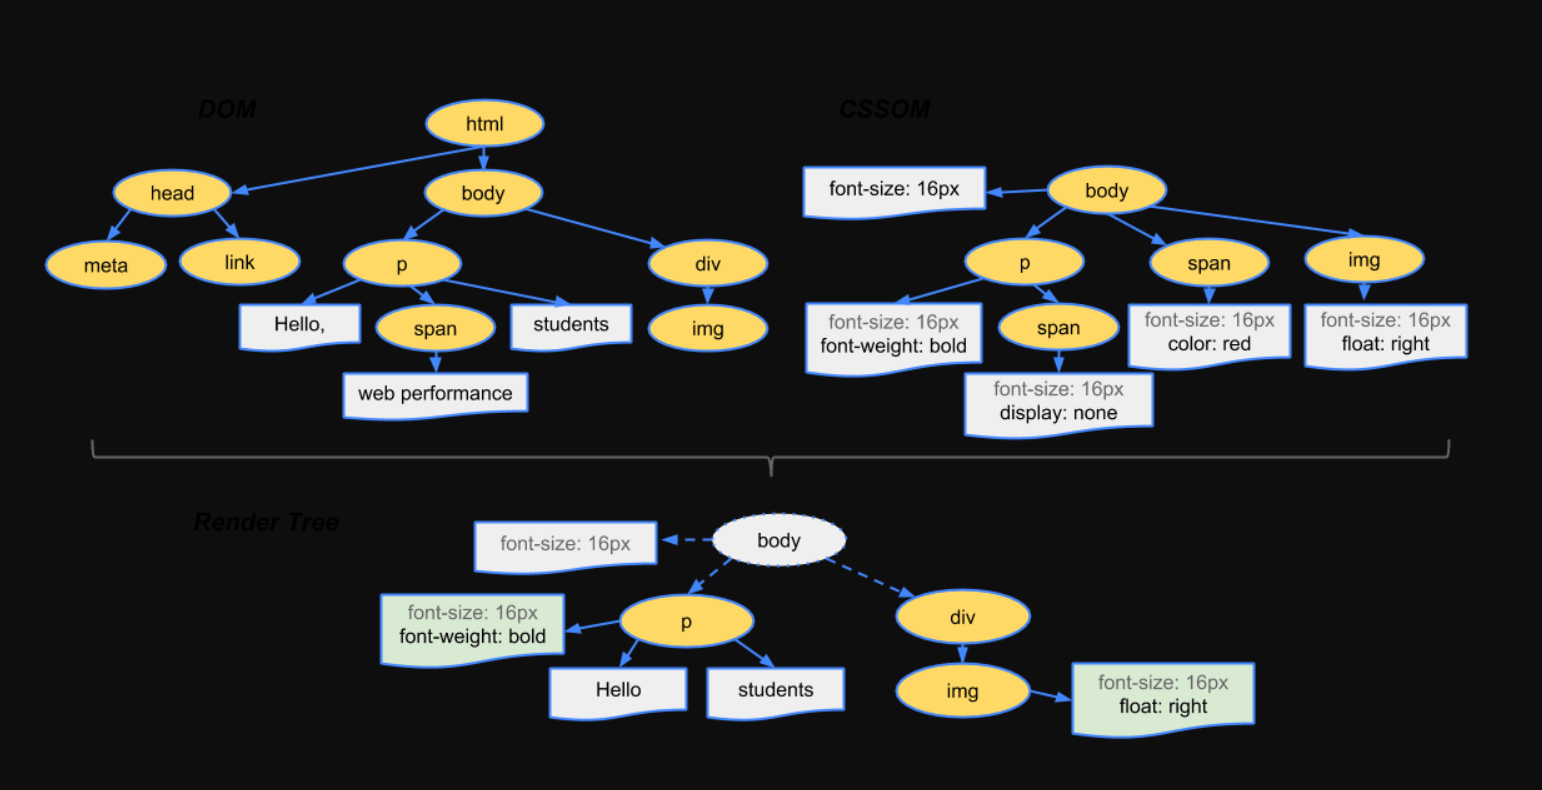 DOM
html
head
body
meta
link
p
div
Hello,
span
students
img
web performance
CSSOM
font-size: 16px
body
p
span
img
font-size: 16px
font-weight: bold
span
font-size: 16px
color: red
font-size: 16px
float: right
font-size: 16px
display: none
Render Tree
font-size: 16px
body
font-size: 16px
font-weight: bold
p
div
Hello
students
img
font-size: 16px
float: right